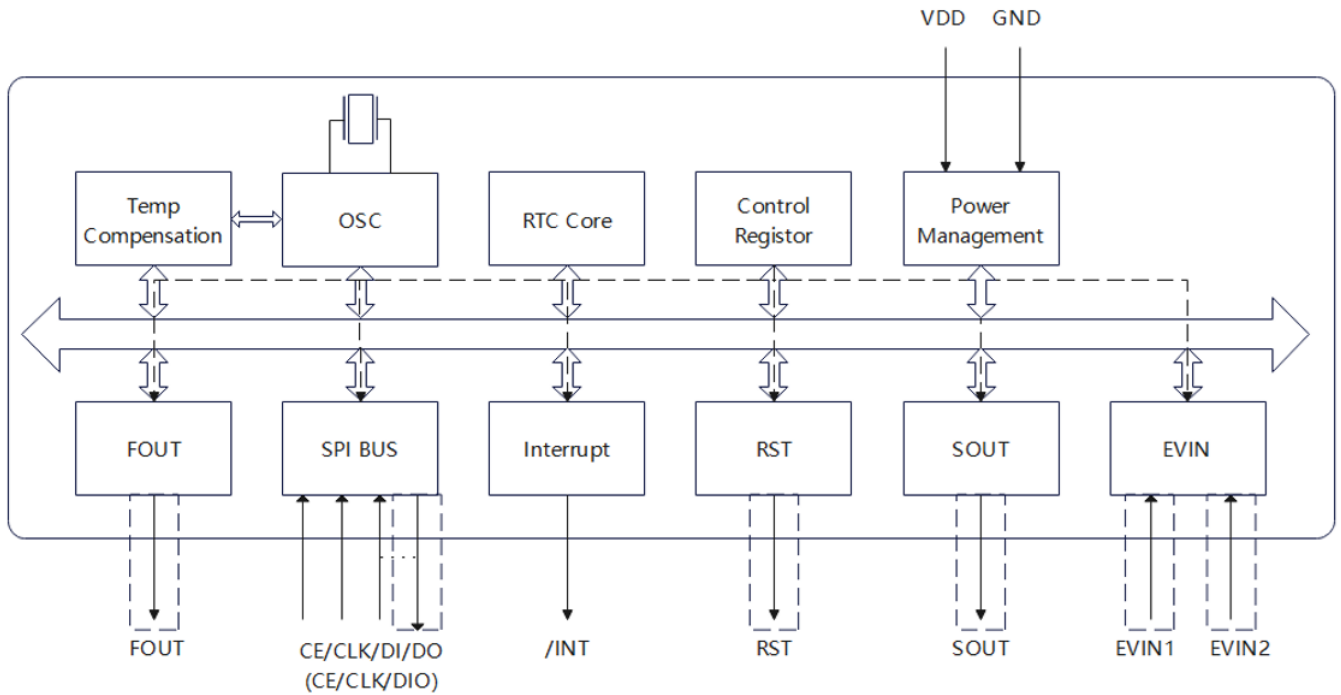 VDD GND
Temp
Compensation
OSC
RTC Core
Control
Registor
Power
Management
FOUT
SPI BUS
Interrupt
RST
SOUT
EVIN
FOUT
CE/CLK/DI/DO
(CE/CLK/DIO)
/INT
RST
SOUT
EVIN1
EVIN2